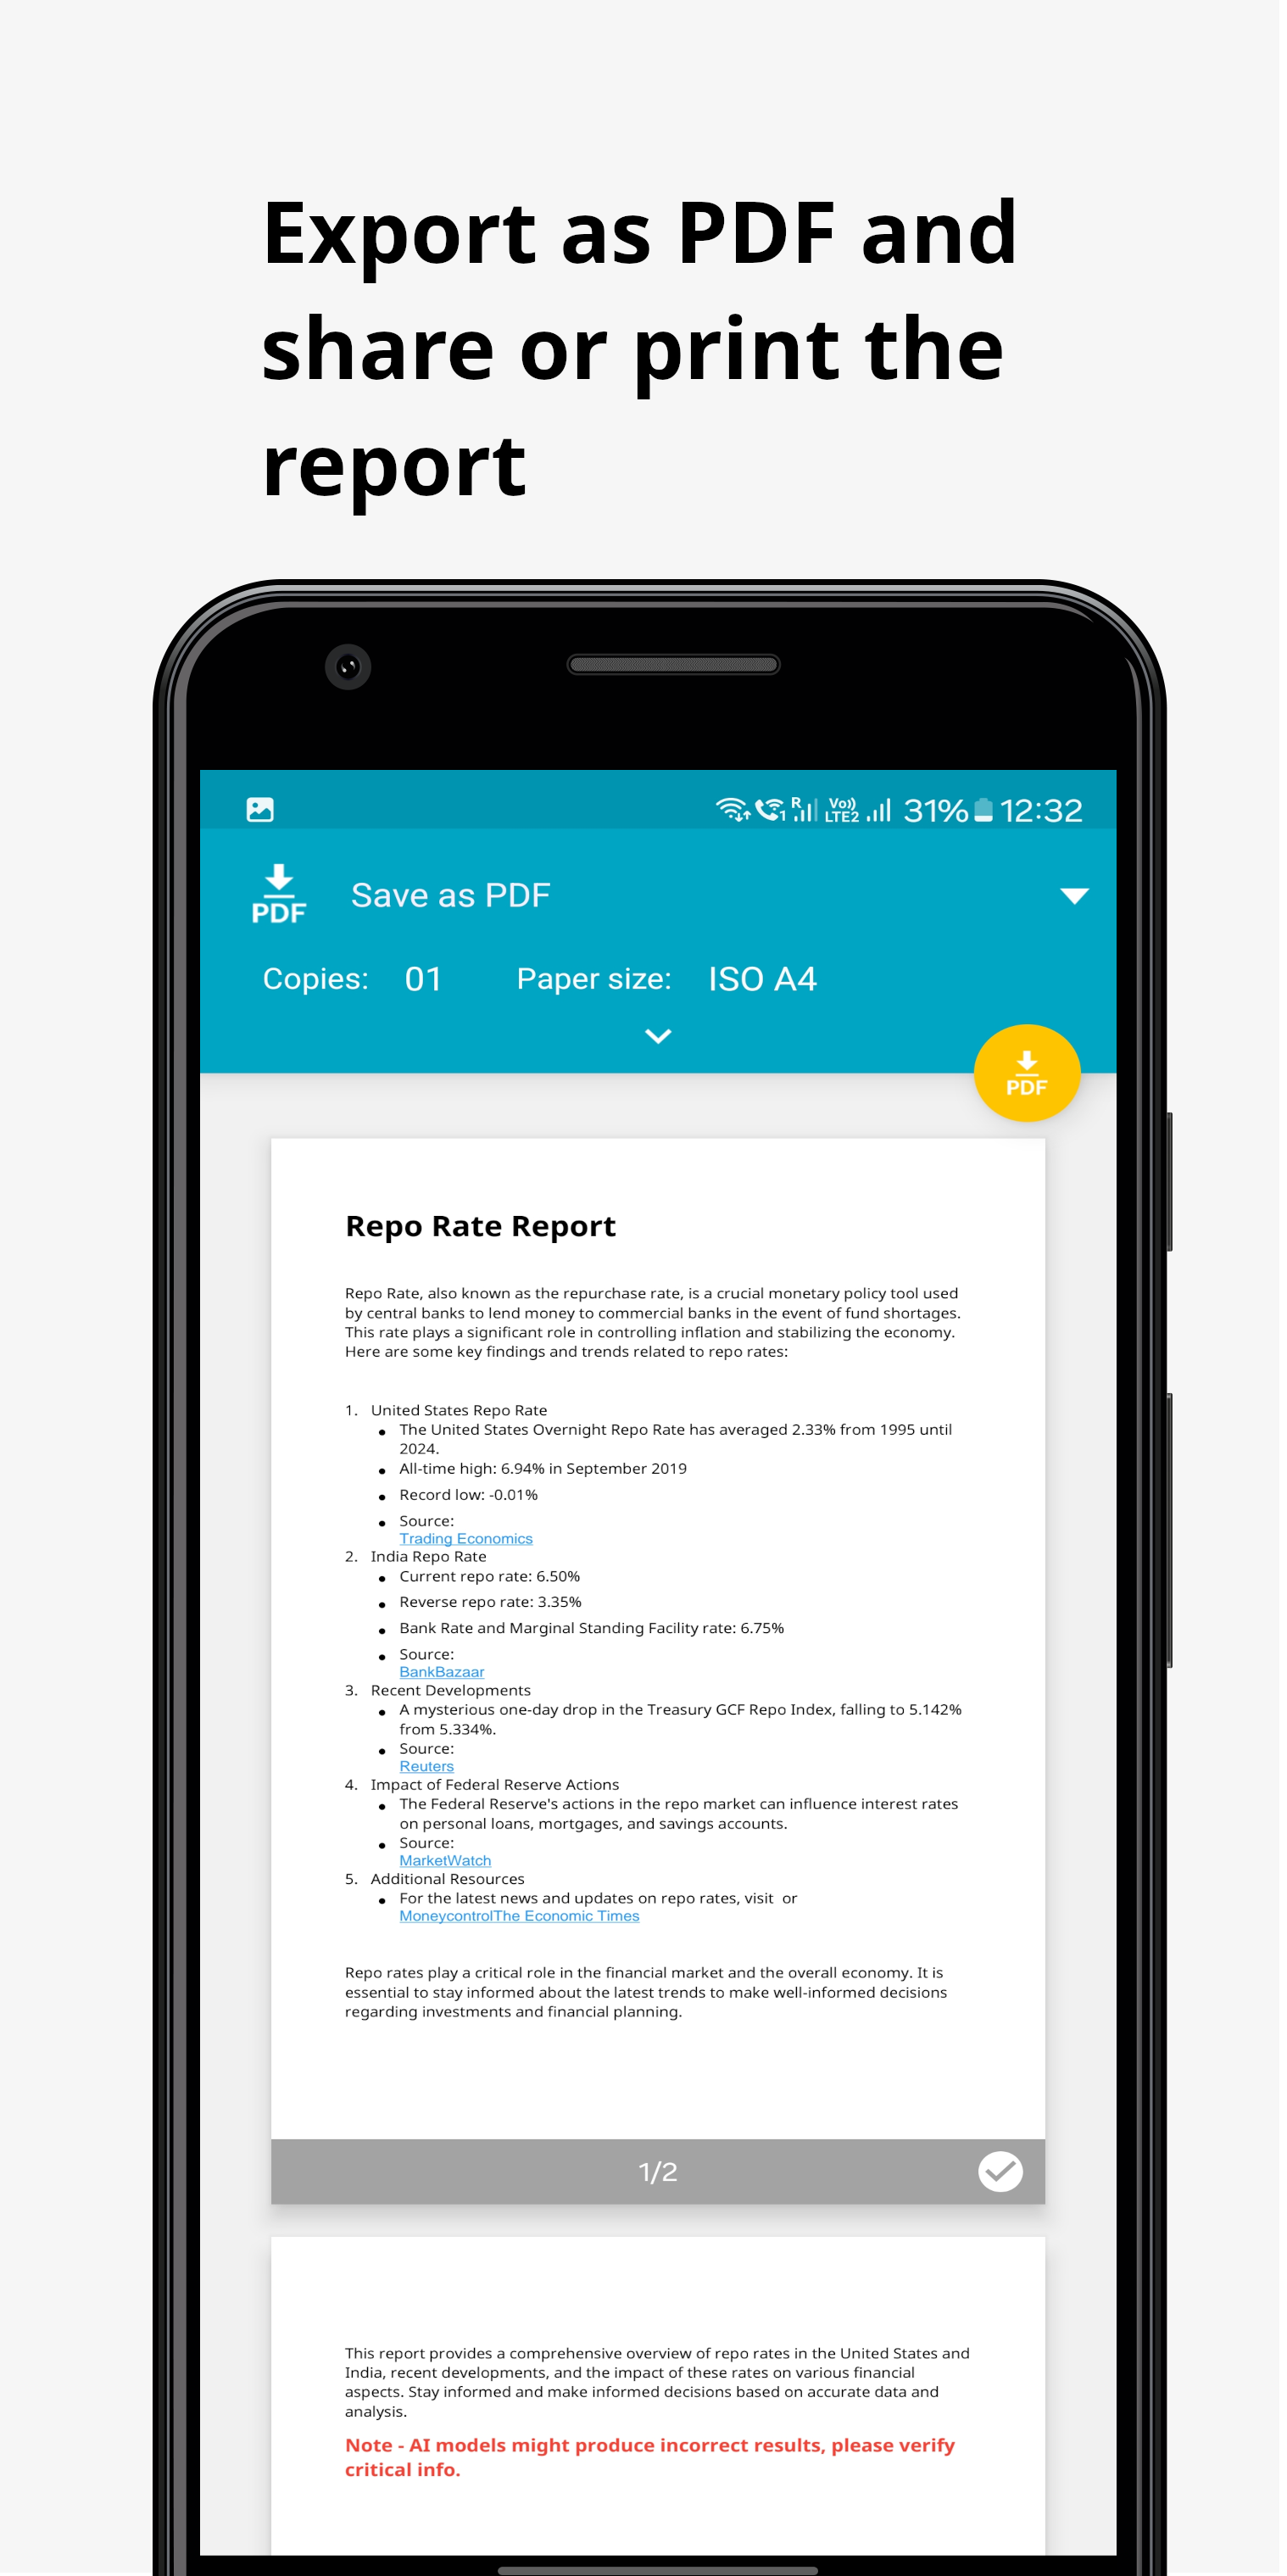 Export as PDF and
share or print the
report
R
1
Vo))
LTE2
31%
12:32
PDF
Save as PDF
Copies: 01 Paper size: ISO A4
PDF
Repo Rate Report
Repo Rate, also known as the repurchase rate, is a crucial monetary policy tool used
by central banks to lend money to commercial banks in the event of fund shortages.
This rate plays a significant role in controlling inflation and stabilizing the economy.
Here are some key findings and trends related to repo rates:
1. United States Repo Rate
• The United States Overnight Repo Rate has averaged 2.33% from 1995 until
2024.
• All-time high: 6.94% in September 2019
• Record low: -0.01%
• Source:
Trading Economics
2. India Repo Rate
• Current repo rate: 6.50%
• Reverse repo rate: 3.35%
• Bank Rate and Marginal Standing Facility rate: 6.75%
• Source:
BankBazaar
3. Recent Developments
• A mysterious one-day drop in the Treasury GCF Repo Index, falling to 5.142%
from 5.334%.
• Source:
Reuters
4. Impact of Federal Reserve Actions
• The Federal Reserve's actions in the repo market can influence interest rates
on personal loans, mortgages, and savings accounts.
• Source:
MarketWatch
5. Additional Resources
• For the latest news and updates on repo rates, visit or
MoneycontrolThe Economic Times
Repo rates play a critical role in the financial market and the overall economy. It is
essential to stay informed about the latest trends to make well-informed decisions
regarding investments and financial planning.
1/2
This report provides a comprehensive overview of repo rates in the United States and
India, recent developments, and the impact of these rates on various financial
aspects. Stay informed and make informed decisions based on accurate data and
analysis.
Note - AI models might produce incorrect results, please verify
critical info.